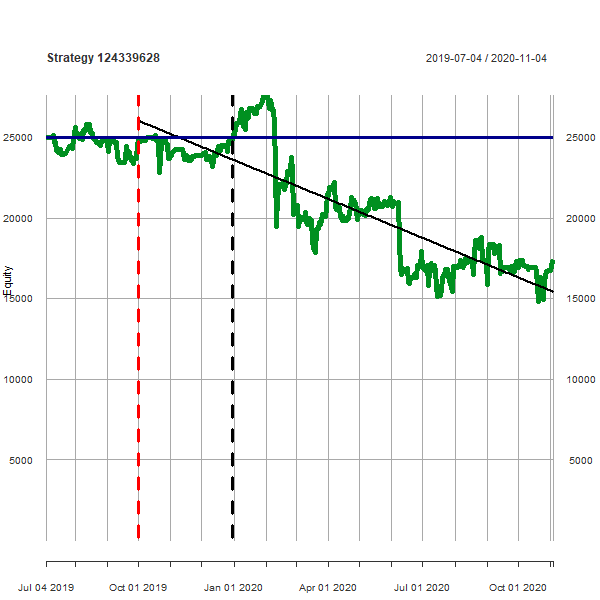 Strategy 124339628
2019-07-04 / 2020-11-04
25000
25000
20000
20000
Equity
15000
15000
10000
10000
5000
5000
Jul 04 2019
Oct 01 2019
Jan 01 2020
Apr 01 2020
Jul 01 2020
Oct 01 2020